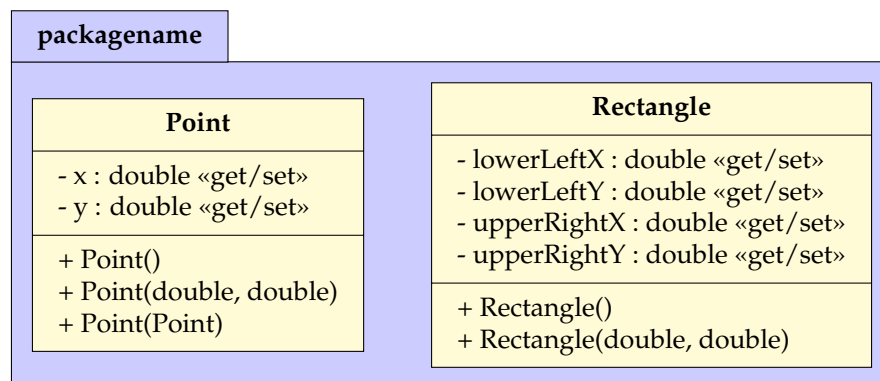 packagename
Point
- x : double «get/set»
- y : double «get/set»
+ Point()
+ Point(double, double)
+ Point(Point)
Rectangle
- lowerLeftX : double «get/set»
- lowerLeftY : double «get/set»
- upperRightX : double «get/set»
- upperRightY : double «get/set»
+ Rectangle()
+ Rectangle(double, double)